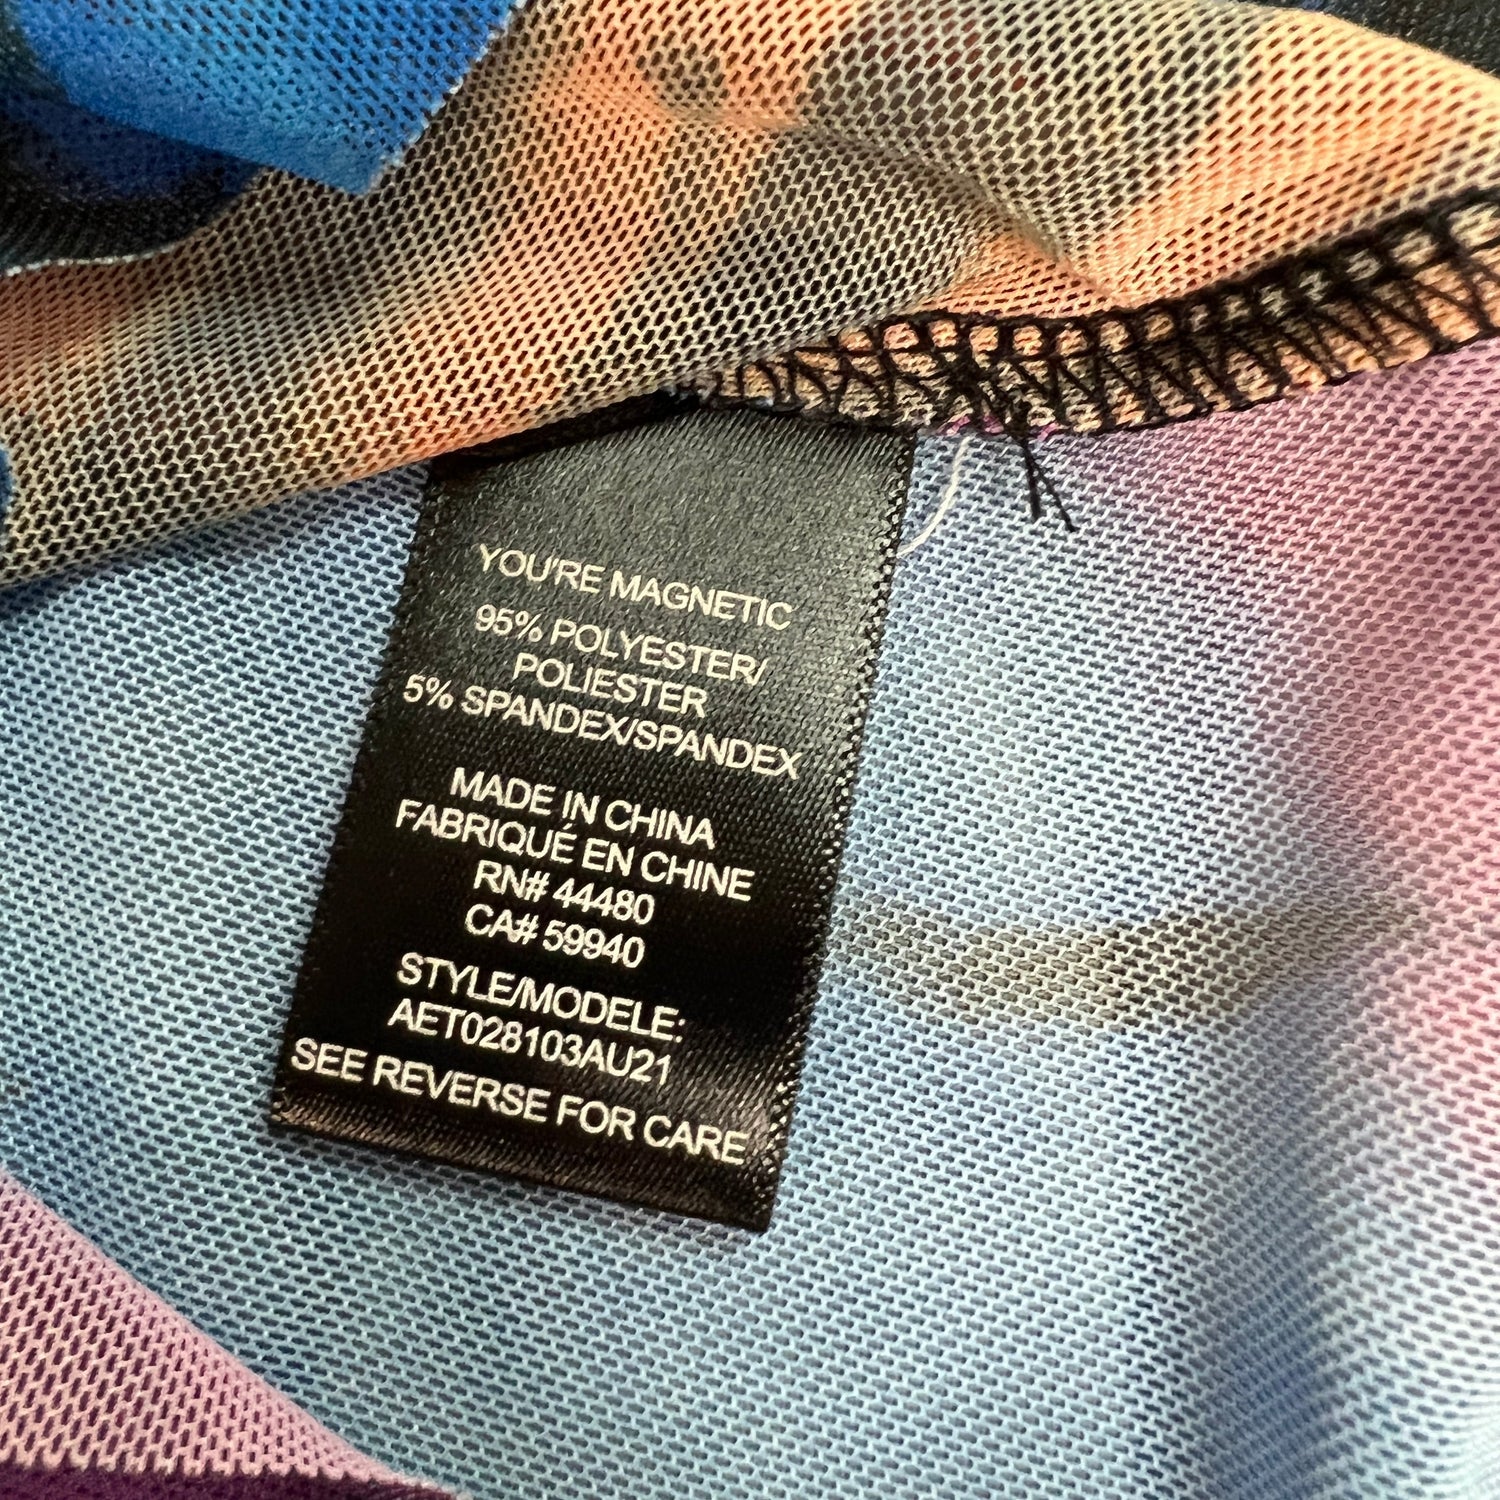 YOU'RE MAGNETIC
95% POLYESTER/
POLIESTER
5% SPANDEX/SPANDEX
MADE IN CHINA
FABRIQUÉ EN CHINE
RN# 44480
CA# 59940
STYLE/MODELE:
AET028103AU21
SEE REVERSE FOR CARE